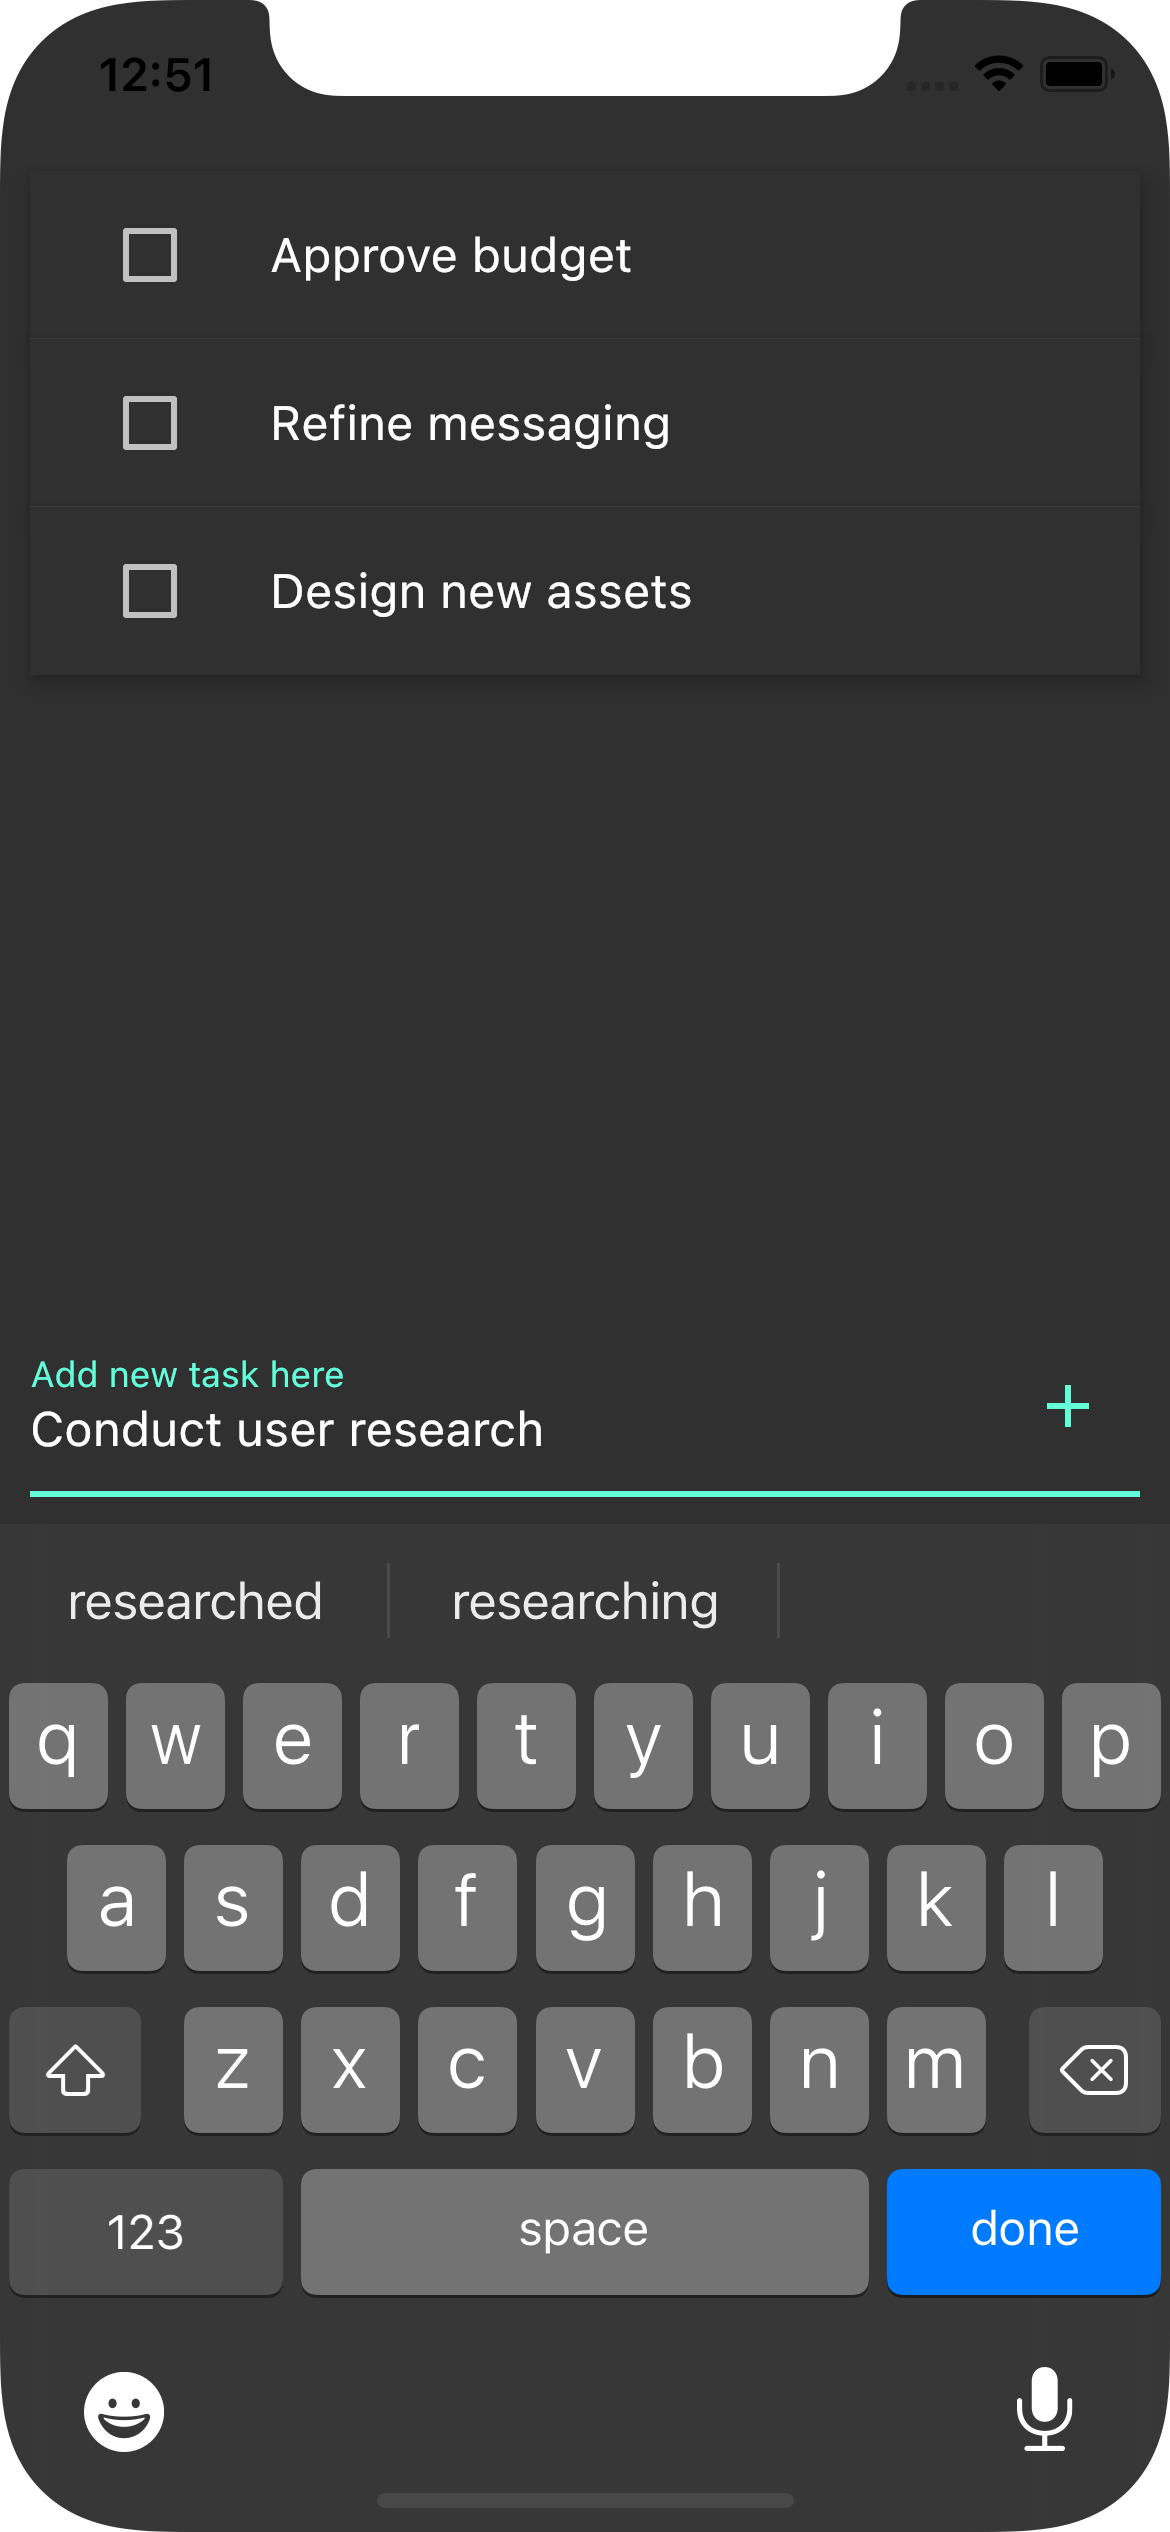 12:51
Approve budget
Refine messaging
Design new assets
Add new task here
Conduct user research
researched researching
q w e r t y u i o p
a s d f g h j k l
z x c v b n m
123 space done